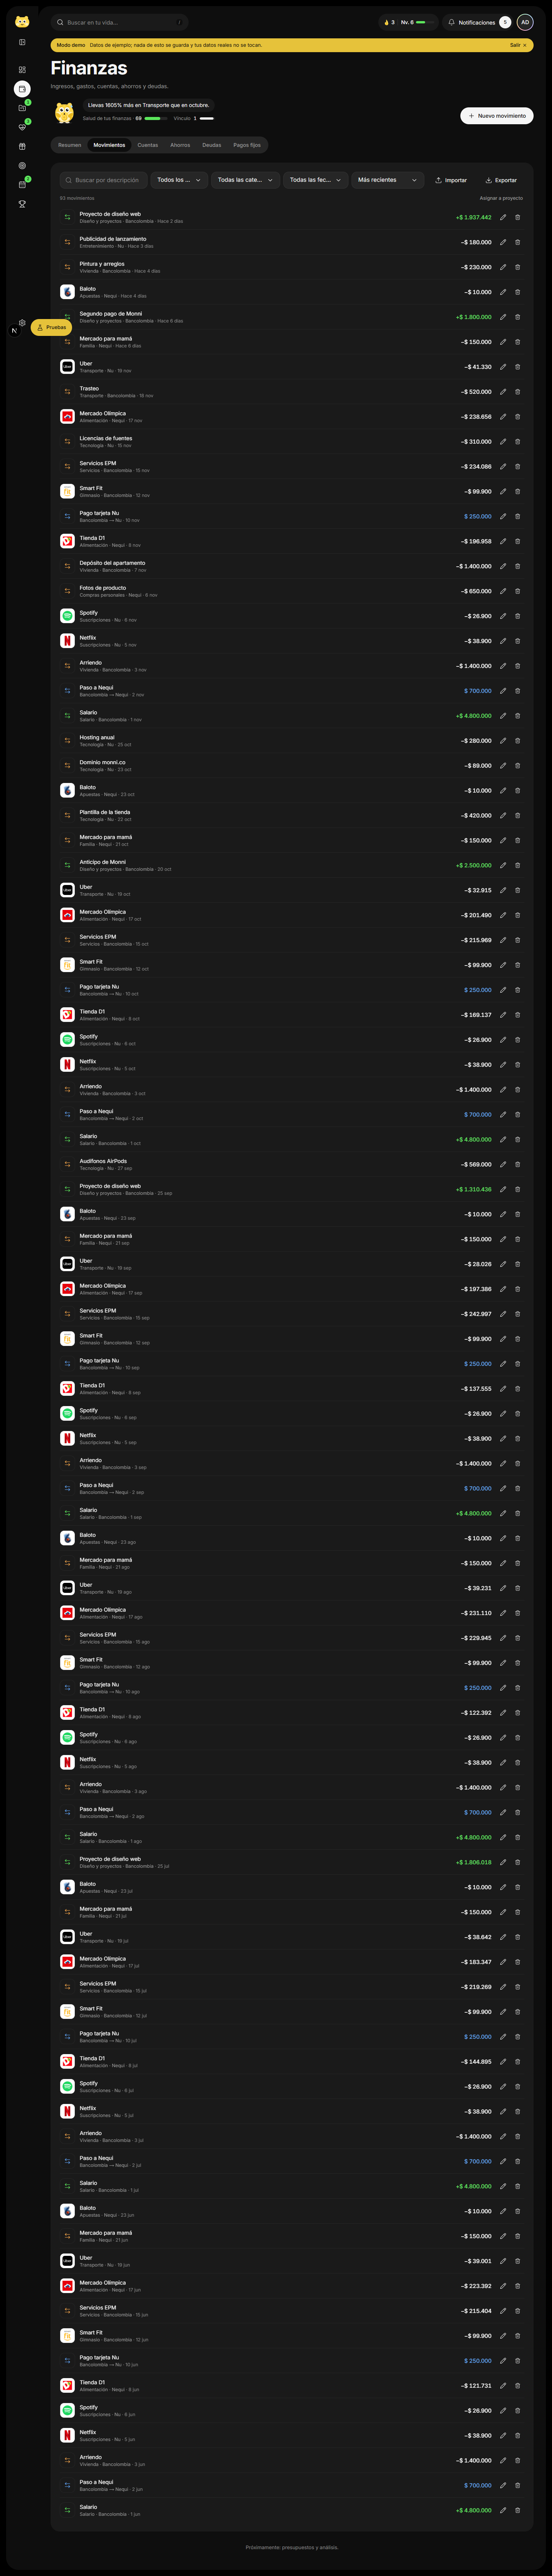 Buscar en tu vida...
/
3
Nv. 6
Notificaciones
5
AD
Modo demo Datos de ejemplo; nada de esto se guarda y tus datos reales no se tocan.
Salir ×
Finanzas
Ingresos, gastos, cuentas, ahorros y deudas.
Llevas 1605% más en Transporte que en octubre.
Salud de tus finanzas 69 Vínculo 1
+ Nuevo movimiento
Resumen Movimientos Cuentas Ahorros Deudas Pagos fijos
Buscar por descripción
Todos los ...
Todas las cate...
Todas las fec...
Más recientes
Importar
Exportar
Asignar a proyecto
Proyecto de diseño web
+$ 1.937.442
Diseño y proyectos · Bancolombia · Hace 2 días
Publicidad de lanzamiento
−$ 180.000
Entretenimiento · Nu · Hace 3 días
Pintura y arreglos
−$ 230.000
Vivienda · Bancolombia · Hace 4 días
Baloto
−$ 10.000
Apuestas · Nequi · Hace 4 días
Segundo pago de Monni
+$ 1.800.000
Diseño y proyectos · Bancolombia · Hace 6 días
Pruebas
N
Mercado para mamá
−$ 150.000
Familia · Nequi · Hace 6 días
Uber
−$ 41.330
Transporte · Nu · 19 nov
Trasteo
−$ 520.000
Transporte · Bancolombia · 18 nov
Mercado Olímpica
−$ 238.656
Alimentación · Nequi · 17 nov
Licencias de fuentes
−$ 310.000
Tecnología · Nu · 15 nov
Servicios EPM
−$ 234.086
Servicios · Bancolombia · 15 nov
Smart Fit
−$ 99.900
Gimnasio · Bancolombia · 12 nov
Pago tarjeta Nu
$ 250.000
Bancolombia → Nu · 10 nov
Tienda D1
−$ 196.958
Alimentación · Nequi · 8 nov
Depósito del apartamento
−$ 1.400.000
Vivienda · Bancolombia · 7 nov
Fotos de producto
−$ 650.000
Compras personales · Nequi · 6 nov
Spotify
−$ 26.900
Suscripciones · Nu · 6 nov
Netflix
−$ 38.900
Suscripciones · Nu · 5 nov
Arriendo
−$ 1.400.000
Vivienda · Bancolombia · 3 nov
Paso a Nequi
$ 700.000
Bancolombia → Nequi · 2 nov
Salario
+$ 4.800.000
Salario · Bancolombia · 1 nov
Hosting anual
−$ 280.000
Tecnología · Nu · 25 oct
Dominio monni.co
−$ 89.000
Tecnología · Nu · 23 oct
Baloto
−$ 10.000
Apuestas · Nequi · 23 oct
Plantilla de la tienda
−$ 420.000
Tecnología · Nu · 22 oct
Mercado para mamá
−$ 150.000
Familia · Nequi · 21 oct
Anticipo de Monni
+$ 2.500.000
Diseño y proyectos · Bancolombia · 20 oct
Uber
−$ 32.915
Transporte · Nu · 19 oct
Mercado Olímpica
−$ 201.490
Alimentación · Nequi · 17 oct
Servicios EPM
−$ 215.969
Servicios · Bancolombia · 15 oct
Smart Fit
−$ 99.900
Gimnasio · Bancolombia · 12 oct
Pago tarjeta Nu
$ 250.000
Bancolombia → Nu · 10 oct
Tienda D1
−$ 169.137
Alimentación · Nequi · 8 oct
Spotify
−$ 26.900
Suscripciones · Nu · 6 oct
Netflix
−$ 38.900
Suscripciones · Nu · 5 oct
Arriendo
−$ 1.400.000
Vivienda · Bancolombia · 3 oct
Paso a Nequi
$ 700.000
Bancolombia → Nequi · 2 oct
Salario
+$ 4.800.000
Salario · Bancolombia · 1 oct
Audífonos AirPods
−$ 569.000
Tecnología · Nu · 27 sep
Proyecto de diseño web
+$ 1.310.436
Diseño y proyectos · Bancolombia · 25 sep
Baloto
−$ 10.000
Apuestas · Nequi · 23 sep
Mercado para mamá
−$ 150.000
Familia · Nequi · 21 sep
Uber
−$ 28.026
Transporte · Nu · 19 sep
Mercado Olímpica
−$ 197.386
Alimentación · Nequi · 17 sep
Servicios EPM
−$ 242.997
Servicios · Bancolombia · 15 sep
Smart Fit
−$ 99.900
Gimnasio · Bancolombia · 12 sep
Pago tarjeta Nu
$ 250.000
Bancolombia → Nu · 10 sep
Tienda D1
−$ 137.555
Alimentación · Nequi · 8 sep
Spotify
−$ 26.900
Suscripciones · Nu · 6 sep
Netflix
−$ 38.900
Suscripciones · Nu · 5 sep
Arriendo
−$ 1.400.000
Vivienda · Bancolombia · 3 sep
Paso a Nequi
$ 700.000
Bancolombia → Nequi · 2 sep
Salario
+$ 4.800.000
Salario · Bancolombia · 1 sep
Baloto
−$ 10.000
Apuestas · Nequi · 23 ago
Mercado para mamá
−$ 150.000
Familia · Nequi · 21 ago
Uber
−$ 39.231
Transporte · Nu · 19 ago
Mercado Olímpica
−$ 231.110
Alimentación · Nequi · 17 ago
Servicios EPM
−$ 229.945
Servicios · Bancolombia · 15 ago
Smart Fit
−$ 99.900
Gimnasio · Bancolombia · 12 ago
Pago tarjeta Nu
$ 250.000
Bancolombia → Nu · 10 ago
Tienda D1
−$ 122.392
Alimentación · Nequi · 8 ago
Spotify
−$ 26.900
Suscripciones · Nu · 6 ago
Netflix
−$ 38.900
Suscripciones · Nu · 5 ago
Arriendo
−$ 1.400.000
Vivienda · Bancolombia · 3 ago
Paso a Nequi
$ 700.000
Bancolombia → Nequi · 2 ago
Salario
+$ 4.800.000
Salario · Bancolombia · 1 ago
Proyecto de diseño web
+$ 1.806.018
Diseño y proyectos · Bancolombia · 25 jul
Baloto
−$ 10.000
Apuestas · Nequi · 23 jul
Mercado para mamá
−$ 150.000
Familia · Nequi · 21 jul
Uber
−$ 38.642
Transporte · Nu · 19 jul
Mercado Olímpica
−$ 183.347
Alimentación · Nequi · 17 jul
Servicios EPM
−$ 219.269
Servicios · Bancolombia · 15 jul
Smart Fit
−$ 99.900
Gimnasio · Bancolombia · 12 jul
Pago tarjeta Nu
$ 250.000
Bancolombia → Nu · 10 jul
Tienda D1
−$ 144.895
Alimentación · Nequi · 8 jul
Spotify
−$ 26.900
Suscripciones · Nu · 6 jul
Netflix
−$ 38.900
Suscripciones · Nu · 5 jul
Arriendo
−$ 1.400.000
Vivienda · Bancolombia · 3 jul
Paso a Nequi
$ 700.000
Bancolombia → Nequi · 2 jul
Salario
+$ 4.800.000
Salario · Bancolombia · 1 jul
Baloto
−$ 10.000
Apuestas · Nequi · 23 jun
Mercado para mamá
−$ 150.000
Familia · Nequi · 21 jun
Uber
−$ 39.001
Transporte · Nu · 19 jun
Mercado Olímpica
−$ 223.392
Alimentación · Nequi · 17 jun
Servicios EPM
−$ 215.404
Servicios · Bancolombia · 15 jun
Smart Fit
−$ 99.900
Gimnasio · Bancolombia · 12 jun
Pago tarjeta Nu
$ 250.000
Bancolombia → Nu · 10 jun
Tienda D1
−$ 121.731
Alimentación · Nequi · 8 jun
Spotify
−$ 26.900
Suscripciones · Nu · 6 jun
Netflix
−$ 38.900
Suscripciones · Nu · 5 jun
Arriendo
−$ 1.400.000
Vivienda · Bancolombia · 3 jun
Paso a Nequi
$ 700.000
Bancolombia → Nequi · 2 jun
Salario
+$ 4.800.000
Salario · Bancolombia · 1 jun
Próximamente: presupuestos y análisis.